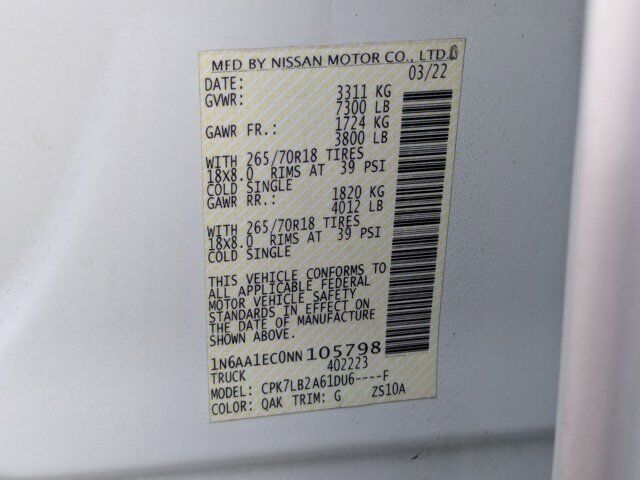 MFD BY NISSAN MOTOR CO., LTD.
DATE: 03/22
GVWR: 3311 KG
7300 LB
GAWR FR.: 1724 KG
3800 LB
WITH 265/70R18 TIRES
18x8.0 RIMS AT 39 PSI
COLD SINGLE
GAWR RR.: 1820 KG
4012 LB
WITH 265/70R18 TIRES
18x8.0 RIMS AT 39 PSI
COLD SINGLE
THIS VEHICLE CONFORMS TO
ALL APPLICABLE FEDERAL
MOTOR VEHICLE SAFETY
STANDARDS IN EFFECT ON
THE DATE OF MANUFACTURE
SHOWN ABOVE.
1N6AA1EC0NN105798
TRUCK 402223
MODEL: CPK7LB2A61DU6----F
COLOR: QAK TRIM: G ZS10A